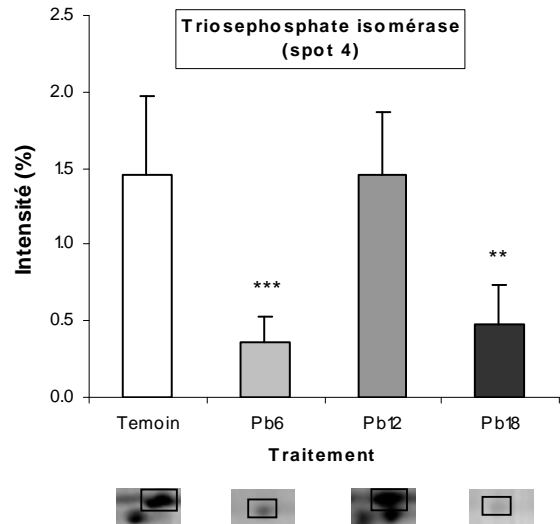 Triosephosphate isomérase
(spot 4)
2.5
2.0
1.5
1.0
0.5
0.0
Intensité (%)
***
**
Temoin Pb6 Pb12 Pb18
Traitement